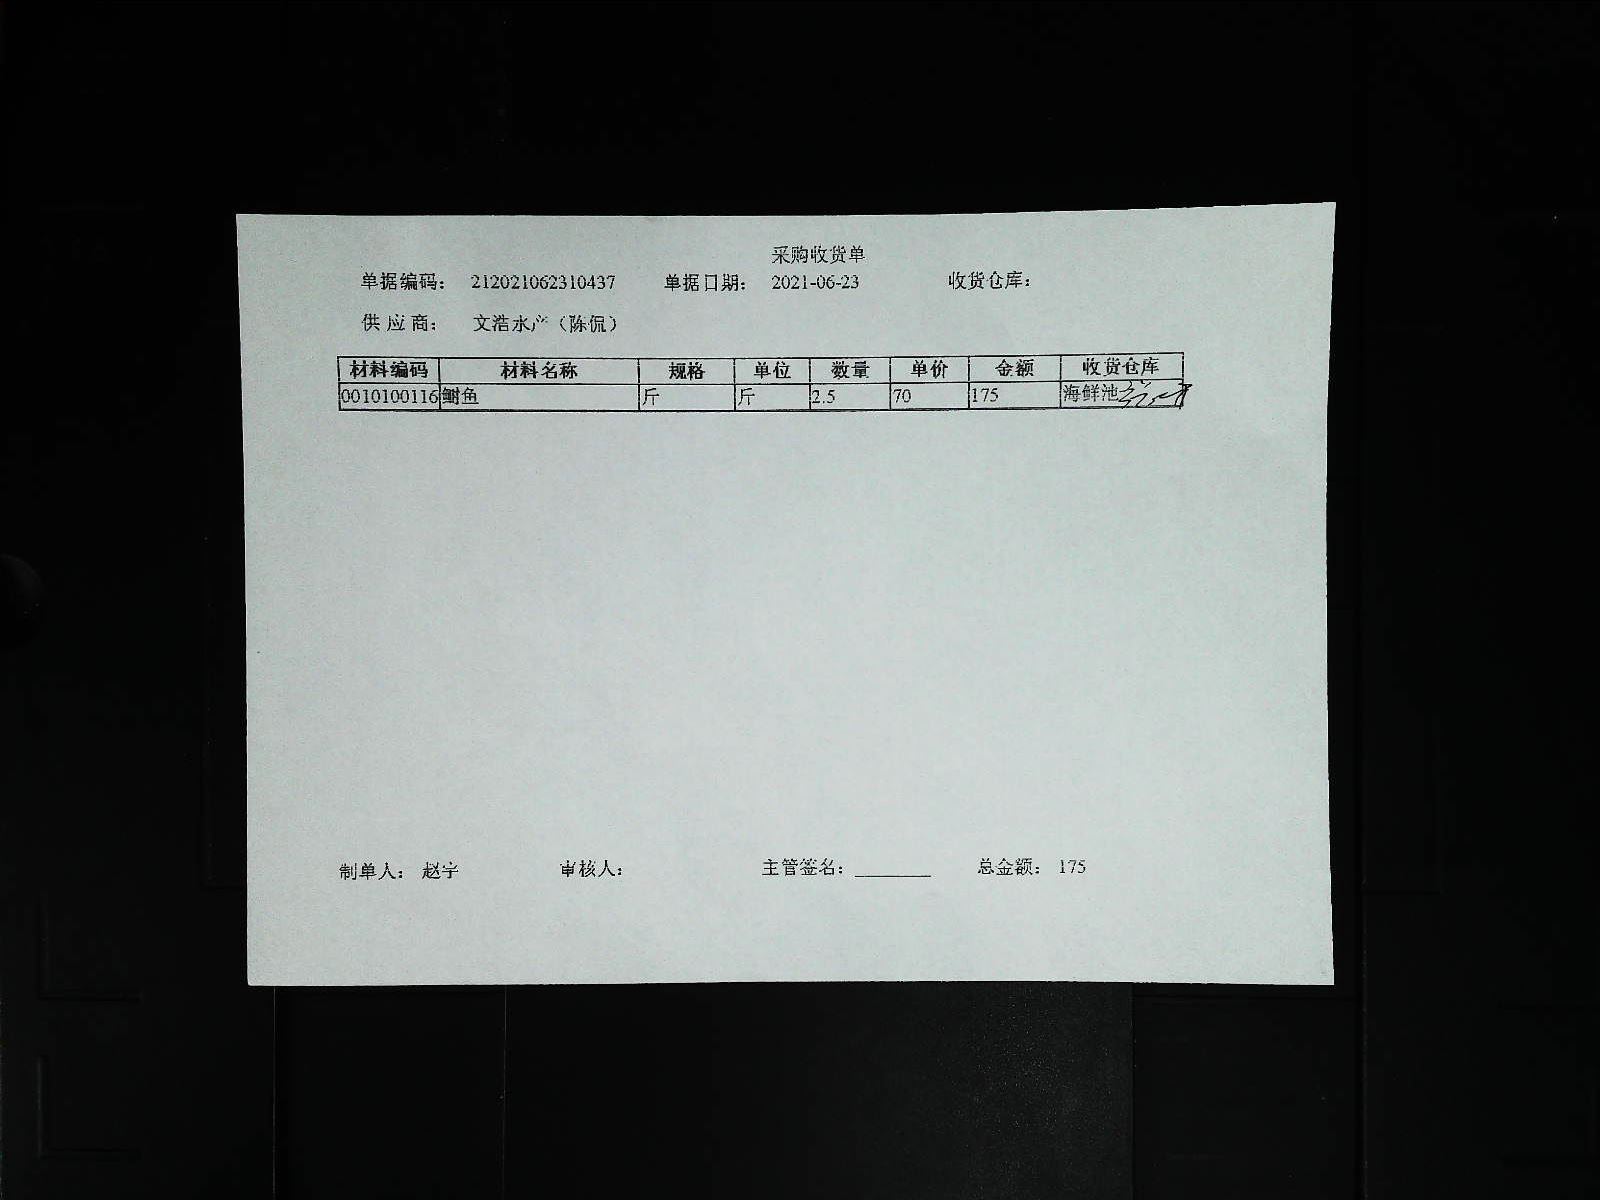 采购收货单
单据编码： 212021062310437 单据日期： 2021-06-23 收货仓库：
供 应 商： 文浩水产（陈侃）
材料编码 材料名称 规格 单位 数量 单价 金额 收货仓库
0010100116 鲥鱼 斤 斤 2.5 70 175 海鲜池
制单人： 赵宇 审核人： 主管签名： 总金额： 175